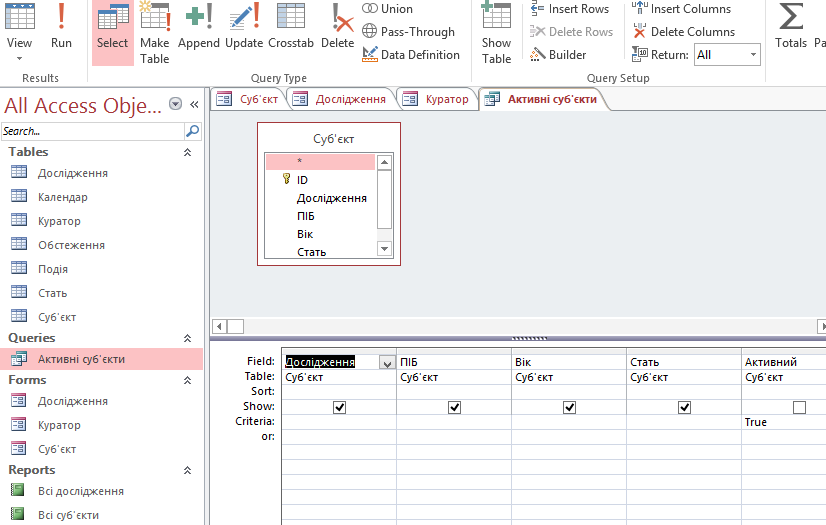 View
Run
Results
Select
Make
Table
Append
Update
Crosstab
Delete
Union
Pass-Through
Data Definition
Query Type
Show
Table
Insert Rows
Delete Rows
Builder
Insert Columns
Delete Columns
Return: All
Query Setup
Totals
Pa
All Access Obje...
Search...
Tables
Дослідження
Календар
Куратор
Обстеження
Подія
Стать
Суб'єкт
Queries
Активні суб'єкти
Forms
Дослідження
Куратор
Суб'єкт
Reports
Всі дослідження
Всі суб'єкти
Суб'єкт Дослідження Куратор Активні суб'єкти
Суб'єкт
*
ID
Дослідження
ПІБ
Вік
Стать
Field: Дослідження ПІБ Вік Стать Активний
Table: Суб'єкт Суб'єкт Суб'єкт Суб'єкт Суб'єкт
Sort:
Show:
Criteria: True
or: